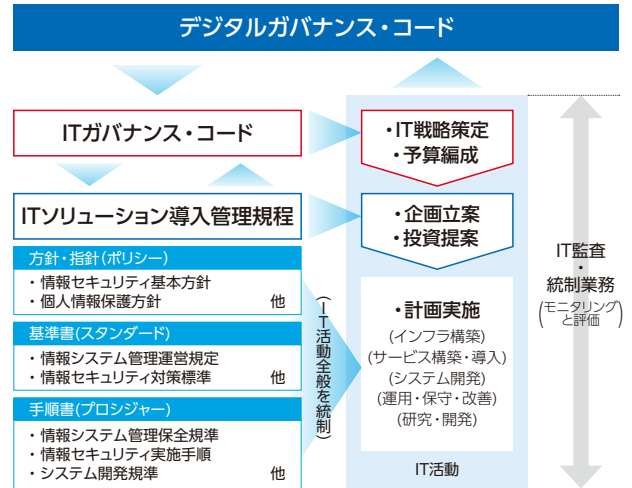 デジタルガバナンス・コード
ITガバナンス・コード
・IT戦略策定
・予算編成
ITソリューション導入管理規程
・企画立案
・投資提案
方針・指針(ポリシー)
・情報セキュリティ基本方針
・個人情報保護方針 他
基準書(スタンダード)
・情報システム管理運営規定
・情報セキュリティ対策標準 他
手順書(プロシジャー)
・情報システム管理保全規準
・情報セキュリティ実施手順
・システム開発規準 他
(IT活動全般を統制)
・計画実施
(インフラ構築)
(サービス構築・導入)
(システム開発)
(運用・保守・改善)
(研究・開発)
IT活動
IT監査
・
統制業務
(モニタリング
と評価)